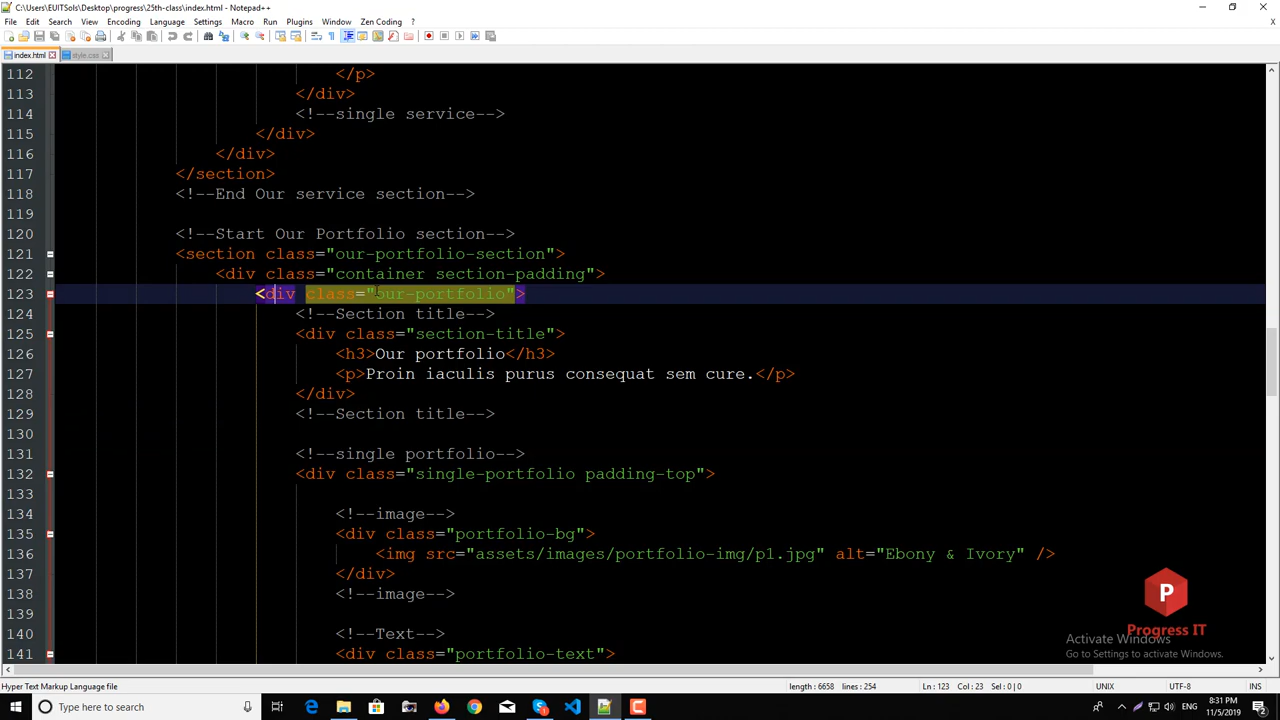 C:\Users\EUITSols\Desktop\progress\25th-class\index.html - Notepad++
File Edit Search View Encoding Language Settings Macro Run Plugins Window Zen Coding ? X
index.html style.css
112 </p>
113 </div>
114 <!--single service-->
115 </div>
116 </div>
117 </section>
118 <!--End Our service section-->
119
120 <!--Start Our Portfolio section-->
121 <section class="our-portfolio-section">
122 <div class="container section-padding">
123 <div class="our-portfolio">
124 <!--Section title-->
125 <div class="section-title">
126 <h3>Our portfolio</h3>
127 <p>Proin iaculis purus consequat sem cure.</p>
128 </div>
129 <!--Section title-->
130
131 <!--single portfolio-->
132 <div class="single-portfolio padding-top">
133
134 <!--image-->
135 <div class="portfolio-bg">
136 <img src="assets/images/portfolio-img/p1.jpg" alt="Ebony & Ivory" />
137 </div>
138 <!--image-->
139
140 <!--Text-->
141 <div class="portfolio-text">
P
Progress IT
Activate Windows
Go to Settings to activate Windows.
Hyper Text Markup Language file length : 6658 lines : 254 Ln : 123 Col : 23 Sel : 0 | 0 UNIX UTF-8 INS
Type here to search ENG 8:31 PM
11/5/2019